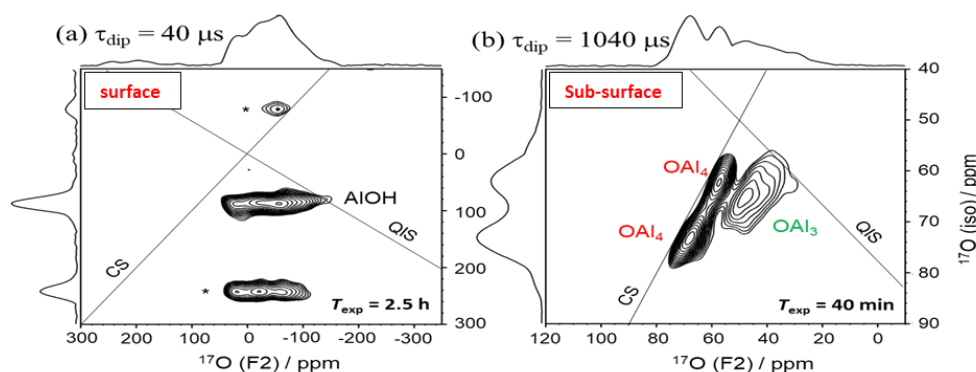 (a) τdip = 40 μs
surface
*
AlOH
CS
QIS
*
Texp = 2.5 h
-100
0
100
200
300
300 200 100 0 -100 -200 -300
17O (F2) / ppm
(b) τdip = 1040 μs
Sub-surface
OAl4
OAl4
OAl3
QIS
CS
Texp = 40 min
40
50
60
70
80
90
17O (iso) / ppm
120 100 80 60 40 20 0
17O (F2) / ppm